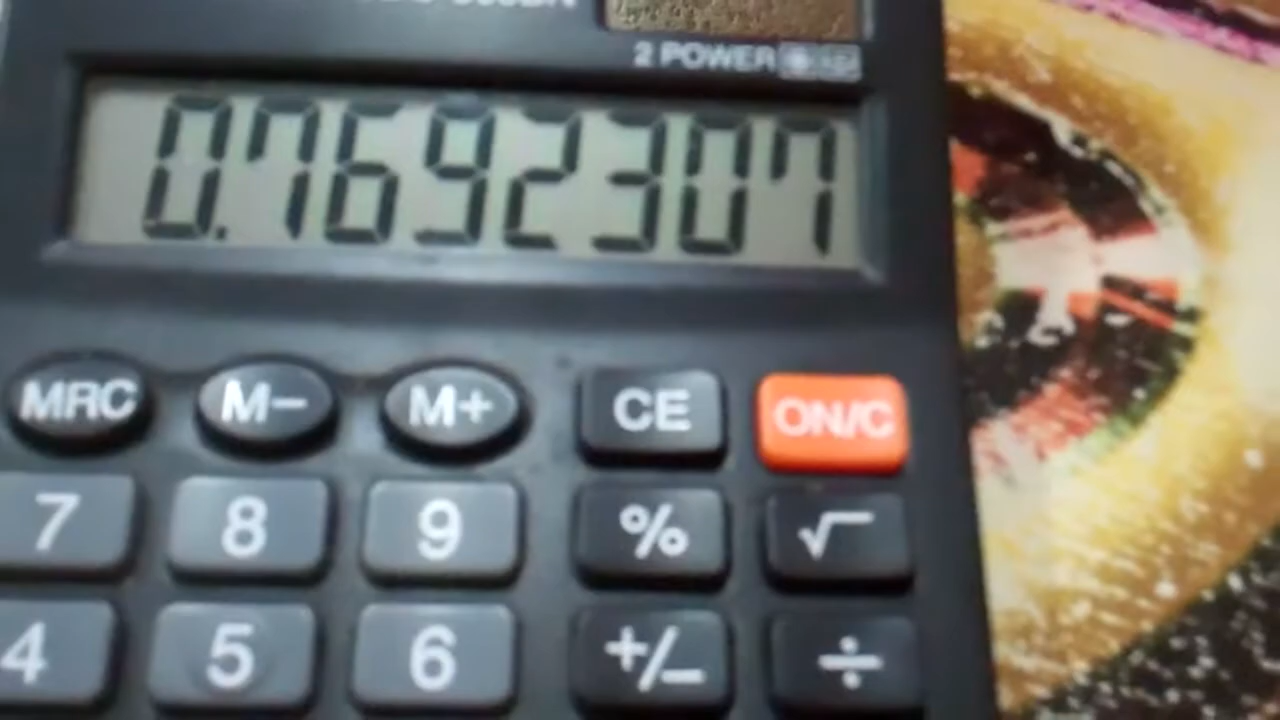 2 POWER
0.7692307
MRC M− M+ CE ON/C
7 8 9 % √
4 5 6 +/− ÷